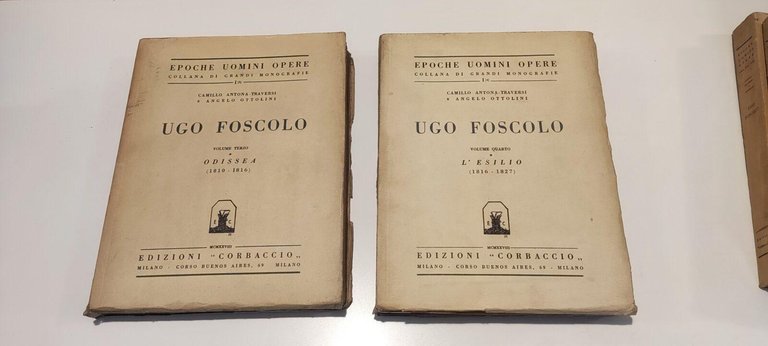 EPOCHE UOMINI OPERE
COLLANA DI GRANDI MONOGRAFIE
CAMILLO ANTONA-TRAVERSI
E ANGELO OTTOLINI
UGO FOSCOLO
VOLUME TERZO
ODISSEA
(1810 - 1816)
E. C.
MCMXXVIII
EDIZIONI "CORBACCIO„
MILANO - CORSO BUENOS AIRES, 69 - MILANO
EPOCHE UOMINI OPERE
COLLANA DI GRANDI MONOGRAFIE
CAMILLO ANTONA-TRAVERSI
E ANGELO OTTOLINI
UGO FOSCOLO
VOLUME QUARTO
L'ESILIO
(1816 - 1827)
E. C.
MCMXXVIII
EDIZIONI "CORBACCIO„
MILANO - CORSO BUENOS AIRES, 69 - MILANO